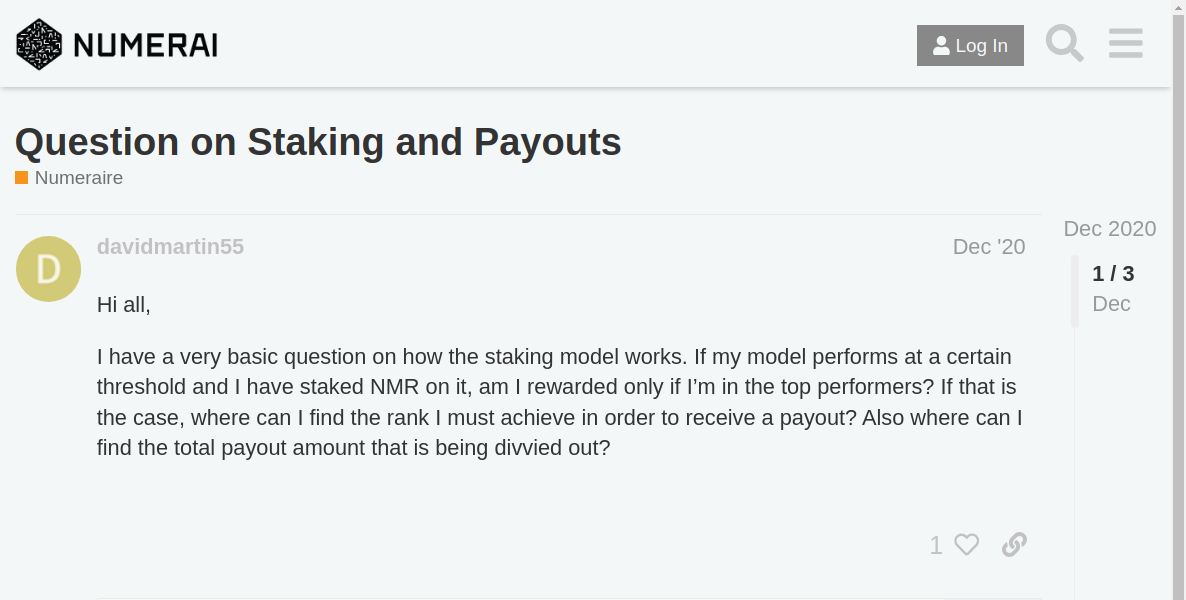 NUMERAI
Log In
Question on Staking and Payouts
Numeraire
D
davidmartin55
Dec '20
Dec 2020
1 / 3
Dec
Hi all,
I have a very basic question on how the staking model works. If my model performs at a certain
threshold and I have staked NMR on it, am I rewarded only if I’m in the top performers? If that is
the case, where can I find the rank I must achieve in order to receive a payout? Also where can I
find the total payout amount that is being divvied out?
1